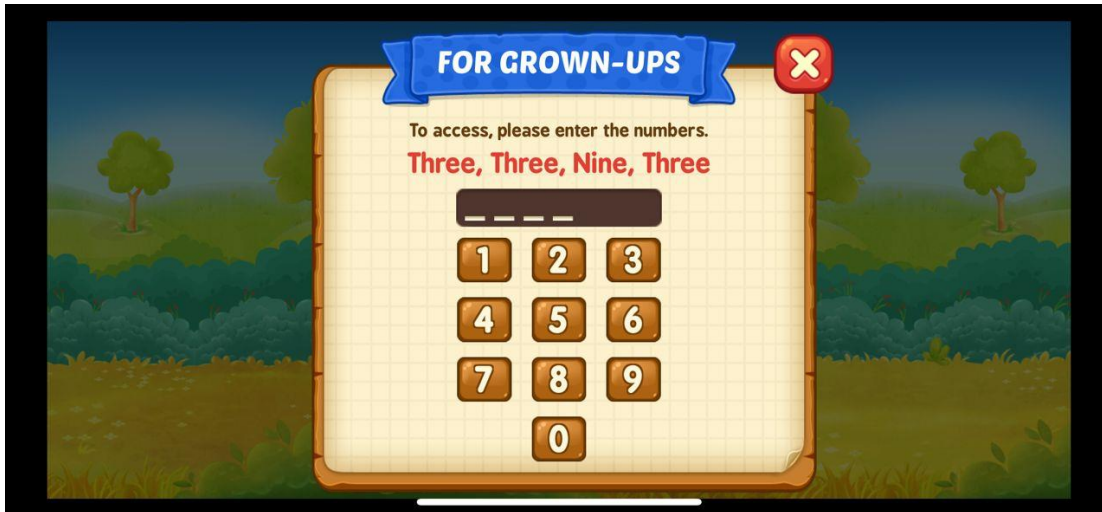 FOR GROWN-UPS
To access, please enter the numbers.
Three, Three, Nine, Three
_ _ _ _
1 2 3
4 5 6
7 8 9
0